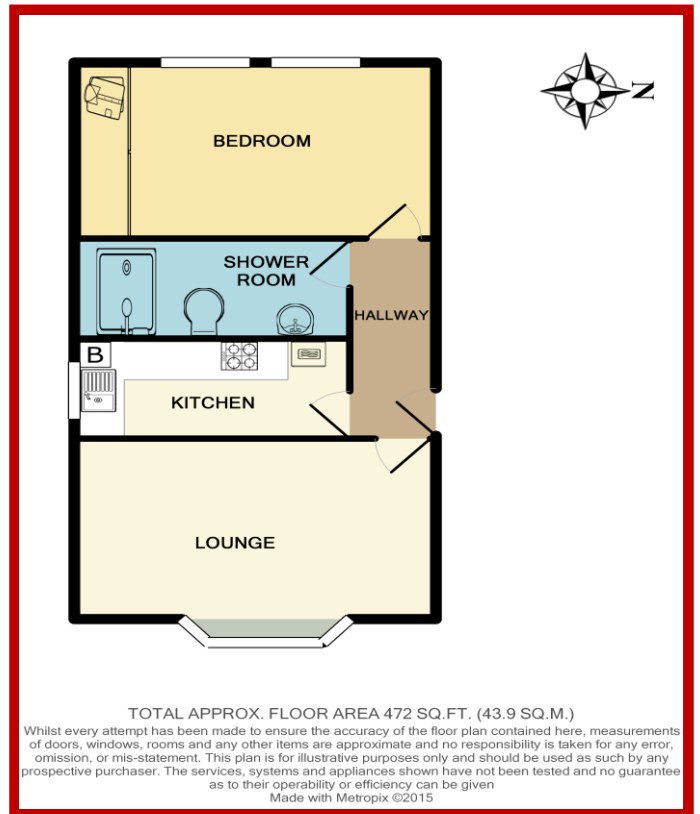 N
BEDROOM
SHOWER
ROOM
HALLWAY
B
KITCHEN
LOUNGE
TOTAL APPROX. FLOOR AREA 472 SQ.FT. (43.9 SQ.M.)
Whilst every attempt has been made to ensure the accuracy of the floor plan contained here, measurements
of doors, windows, rooms and any other items are approximate and no responsibility is taken for any error,
omission, or mis-statement. This plan is for illustrative purposes only and should be used as such by any
prospective purchaser. The services, systems and appliances shown have not been tested and no guarantee
as to their operability or efficiency can be given
Made with Metropix ©2015